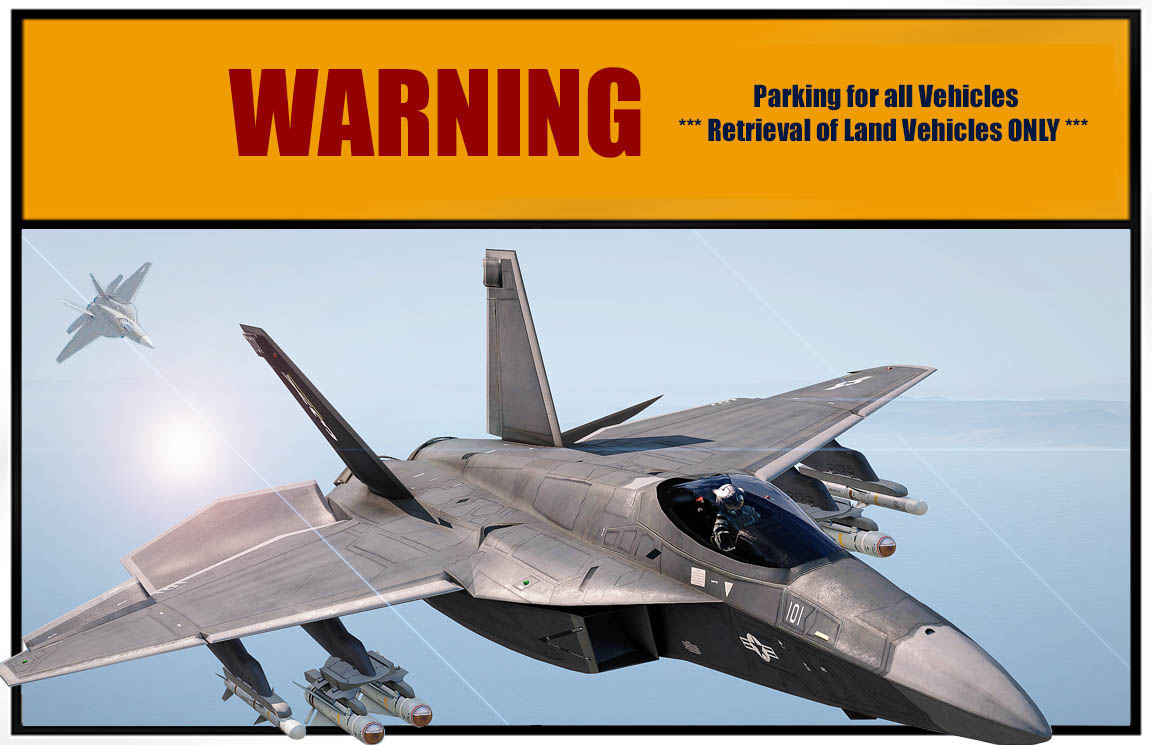 WARNING
Parking for all Vehicles
*** Retrieval of Land Vehicles ONLY ***
101